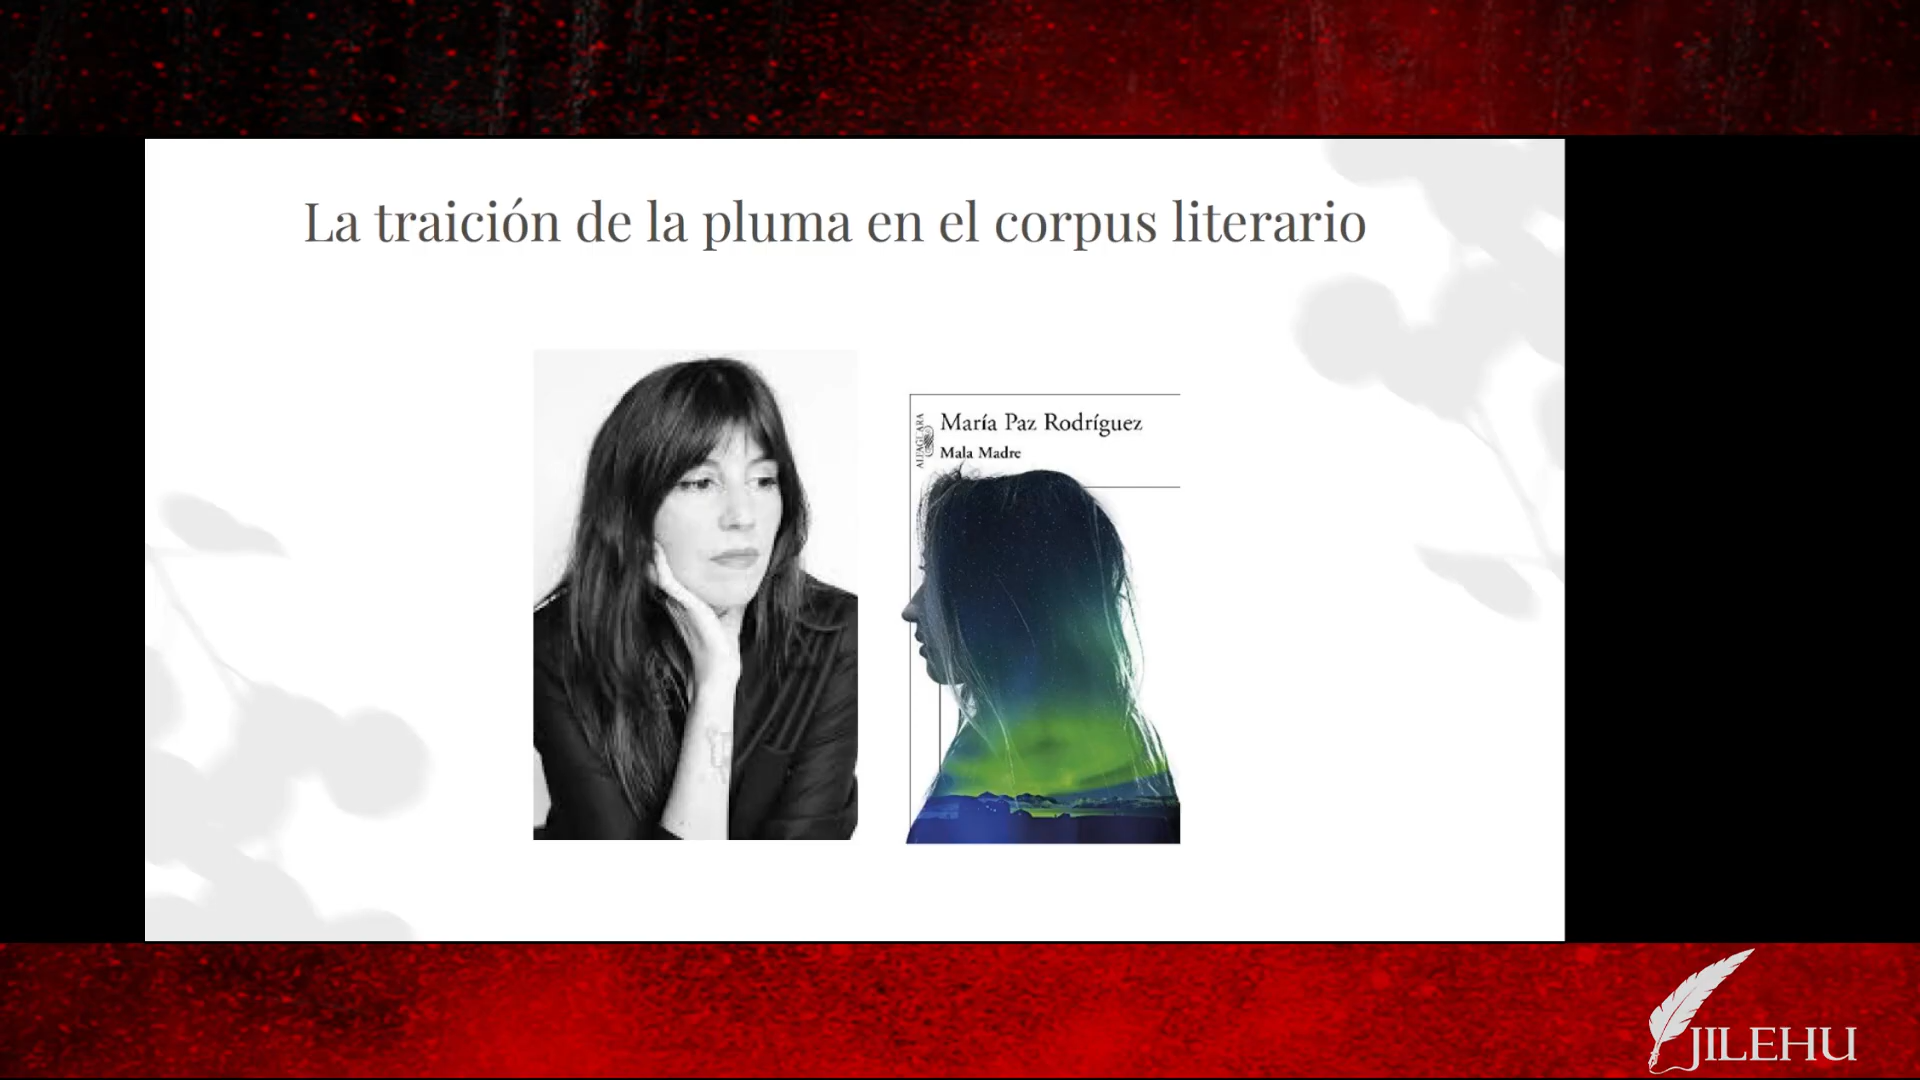 La traición de la pluma en el corpus literario
María Paz Rodríguez
Mala Madre
ALFAGUARA
JILEHU